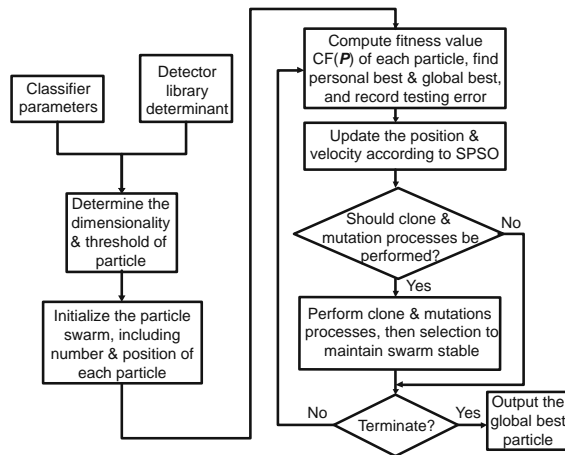 Classifier
parameters
Detector
library
determinant
Determine the
dimensionality
& threshold of
particle
Initialize the particle
swarm, including
number & position of
each particle
Compute fitness value
CF(P) of each particle, find
personal best & global best,
and record testing error
Update the position &
velocity according to SPSO
Should clone &
mutation processes be
performed?
No
Yes
Perform clone & mutations
processes, then selection to
maintain swarm stable
No
Terminate?
Yes
Output the
global best
particle